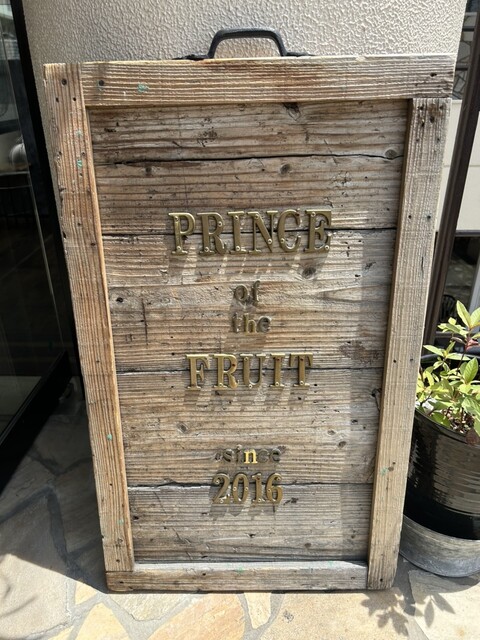 PRINCE
of
the
FRUIT
since
2016